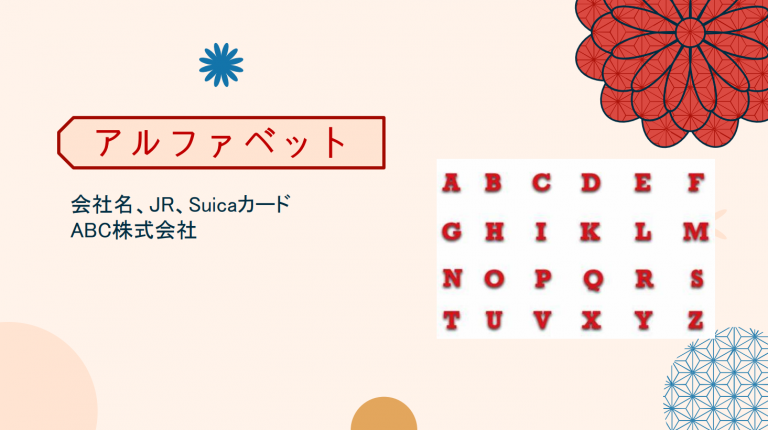 アルファベット
会社名、JR、Suicaカード
ABC株式会社
A B C D E F
G H I K L M
N O P Q R S
T U V X Y Z